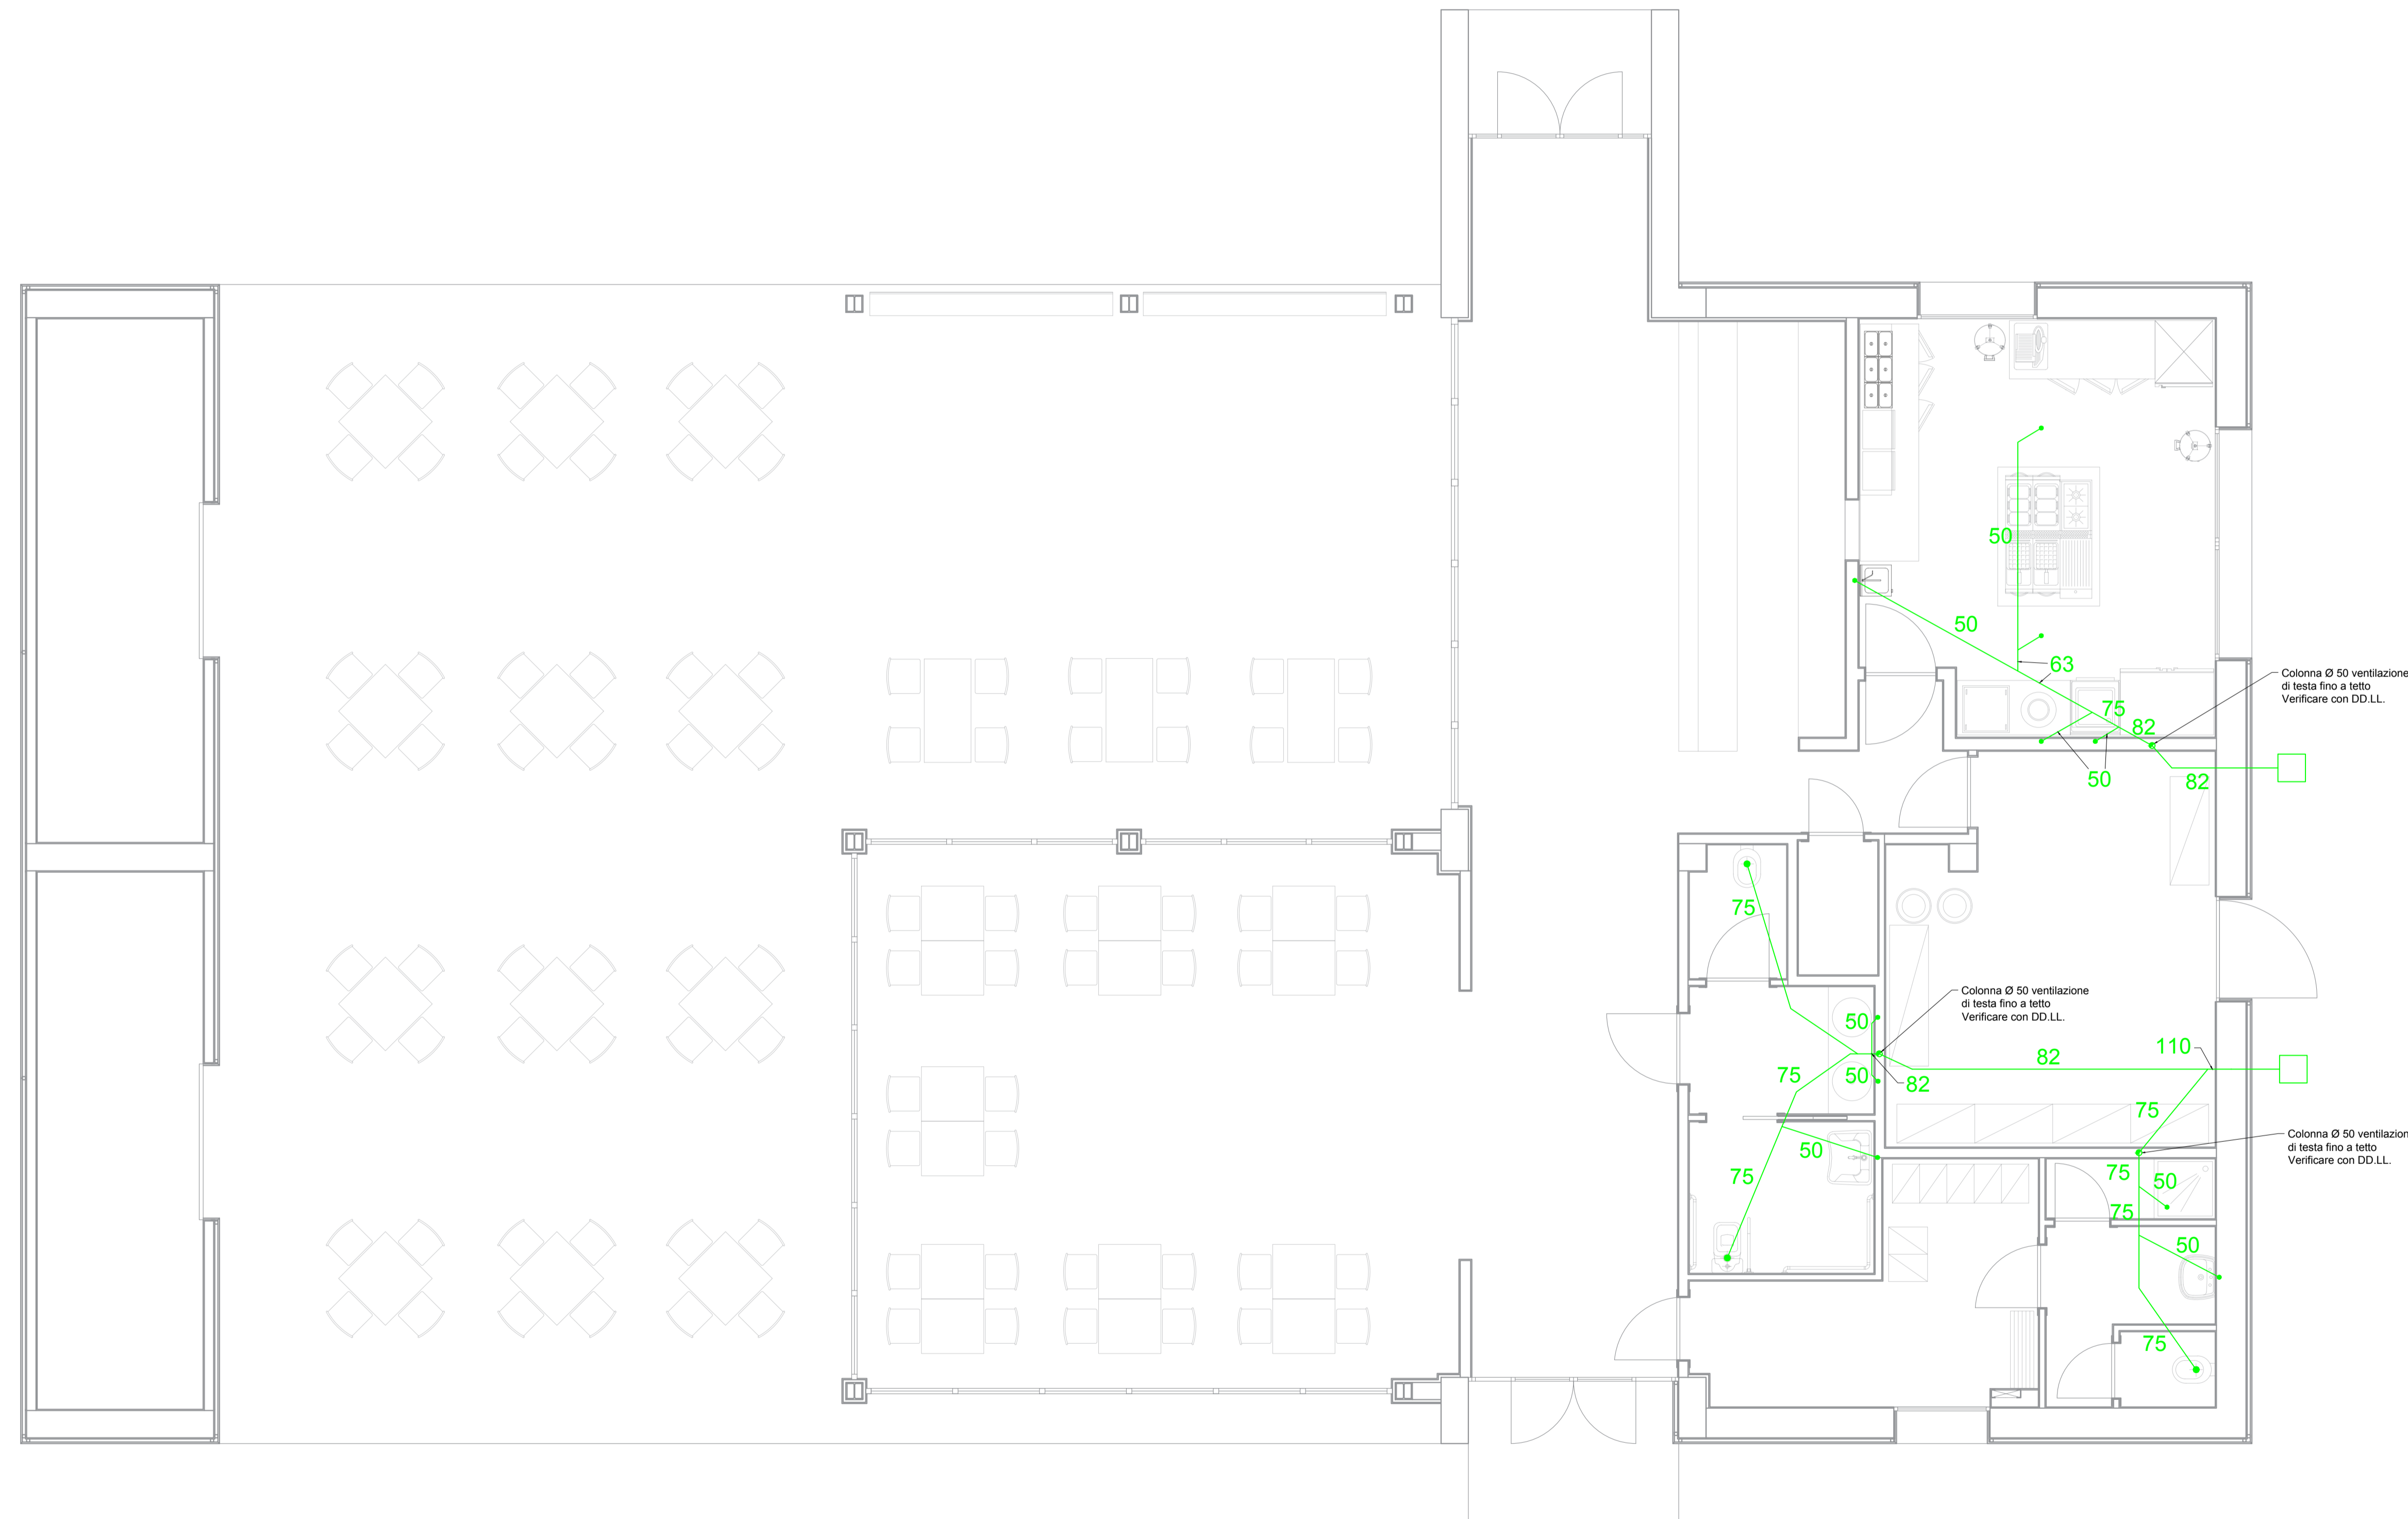 50
50
63
Colonna Ø 50 ventilazione
di testa fino a tetto
Verificare con DD.LL.
75
82
50
82
75
Colonna Ø 50 ventilazione
di testa fino a tetto
Verificare con DD.LL.
50
110
82
75
50
82
75
Colonna Ø 50 ventilazion
di testa fino a tetto
Verificare con DD.LL.
50
75
75
50
75
50
75